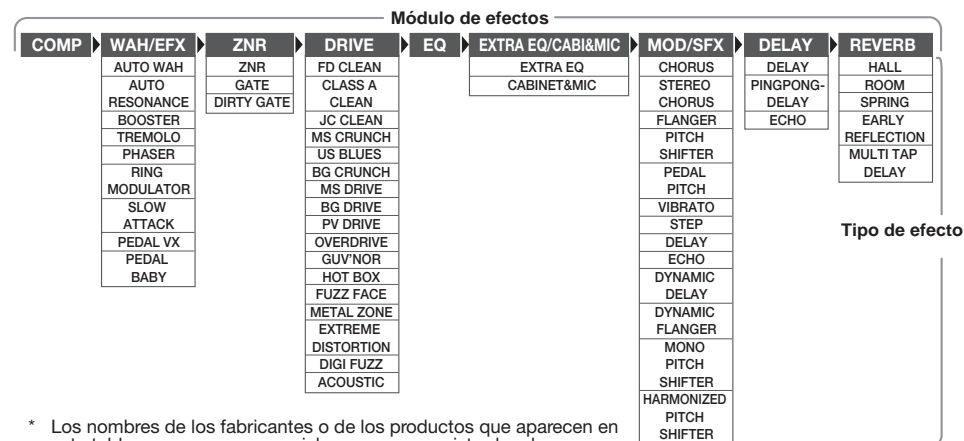 Módulo de efectos
COMP
WAH/EFX
ZNR
DRIVE
EQ
EXTRA EQ/CABI&MIC
MOD/SFX
DELAY
REVERB
AUTO WAH
AUTO
RESONANCE
BOOSTER
TREMOLO
PHASER
RING
MODULATOR
SLOW
ATTACK
PEDAL VX
PEDAL
BABY
ZNR
GATE
DIRTY GATE
FD CLEAN
CLASS A
CLEAN
JC CLEAN
MS CRUNCH
US BLUES
BG CRUNCH
MS DRIVE
BG DRIVE
PV DRIVE
OVERDRIVE
GUV'NOR
HOT BOX
FUZZ FACE
METAL ZONE
EXTREME
DISTORTION
DIGI FUZZ
ACOUSTIC
EXTRA EQ
CABINET&MIC
CHORUS
STEREO
CHORUS
FLANGER
PITCH
SHIFTER
PEDAL
PITCH
VIBRATO
STEP
DELAY
ECHO
DYNAMIC
DELAY
DYNAMIC
FLANGER
MONO
PITCH
SHIFTER
HARMONIZED
PITCH
SHIFTER
DELAY
PINGPONG-
DELAY
ECHO
HALL
ROOM
SPRING
EARLY
REFLECTION
MULTI TAP
DELAY
Tipo de efecto
* Los nombres de los fabricantes o de los productos que aparecen en